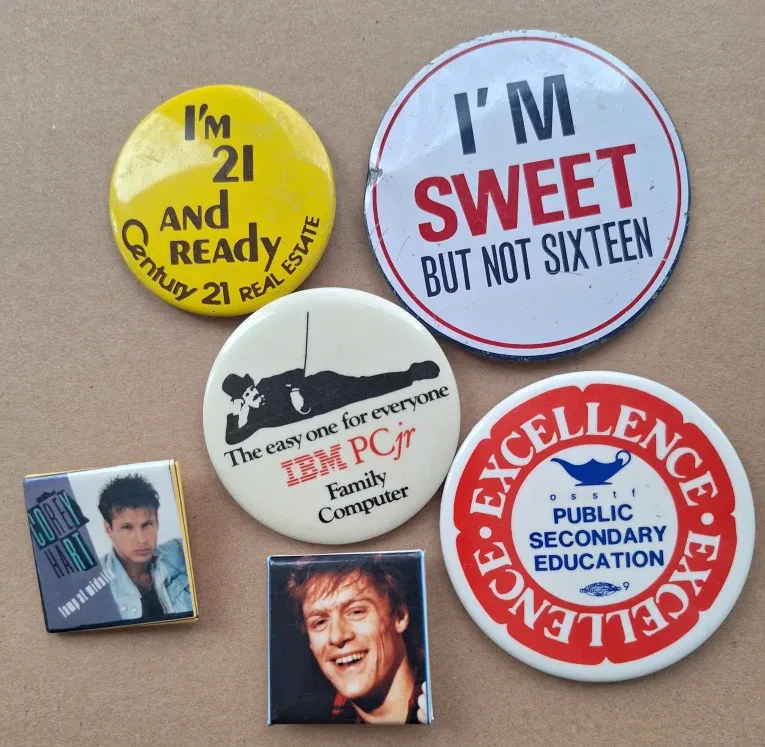 I'M
21
AND
READY
Century 21 REAL ESTATE
I'M
SWEET
BUT NOT SIXTEEN
The easy one for everyone
IBM PCjr
Family
Computer
COREY
HART
EXCELLENCE • EXCELLENCE •
osstf
PUBLIC
SECONDARY
EDUCATION
9